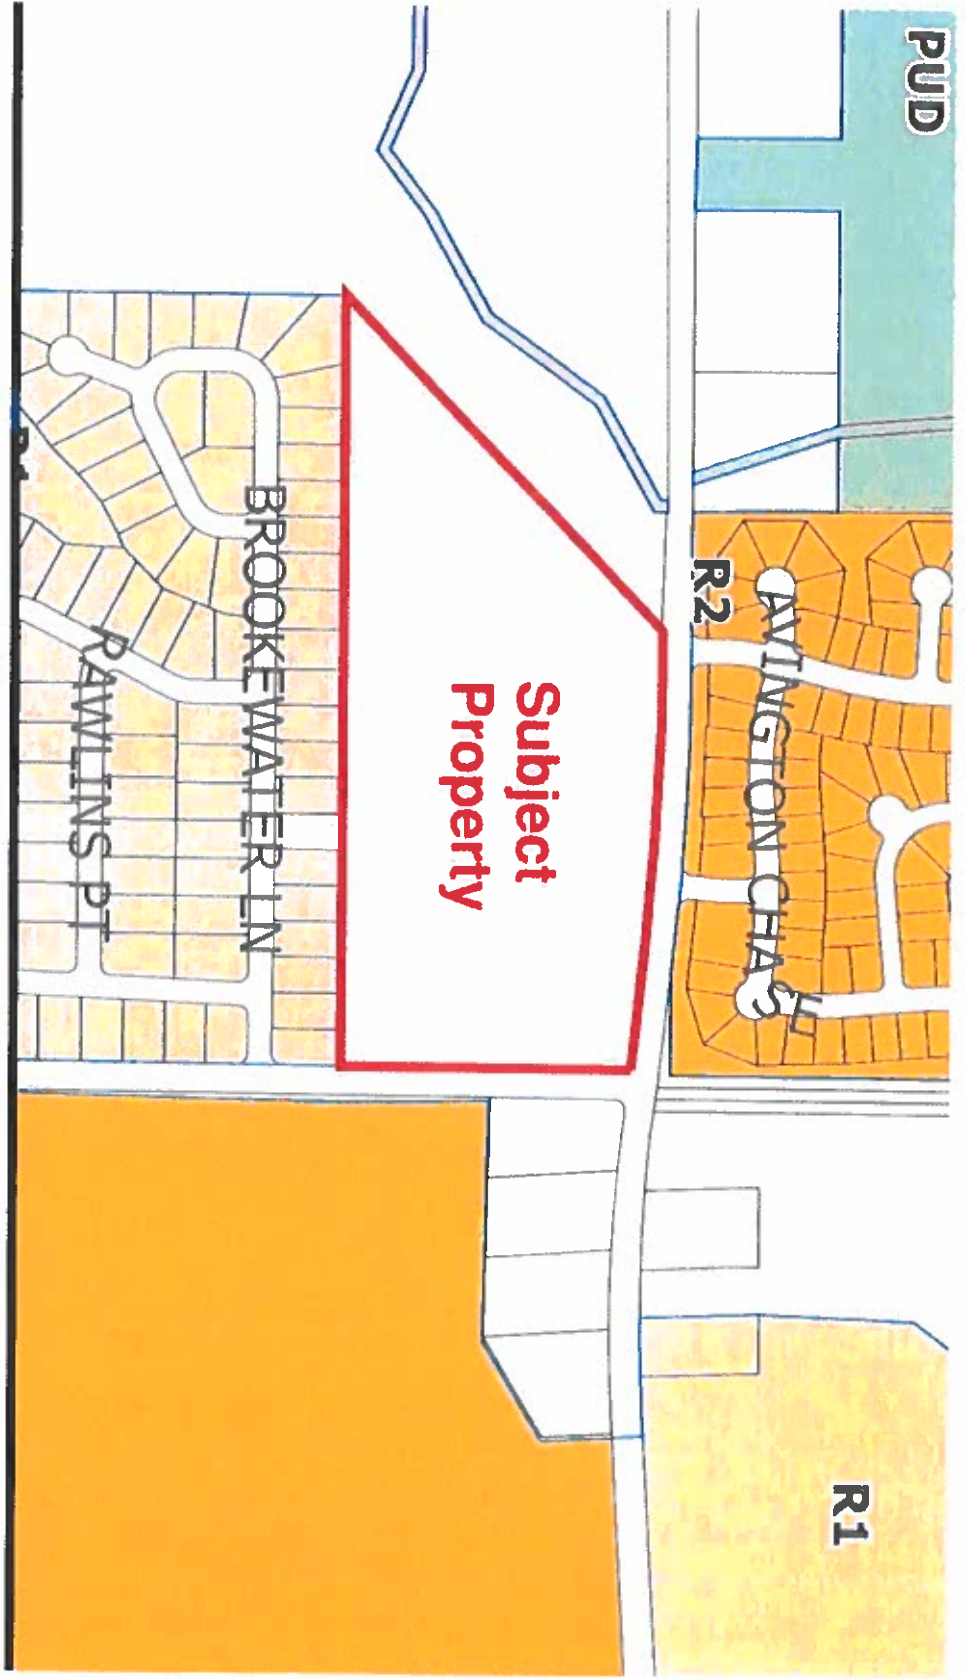 PUD
R2
AVINGTON CHASE
R1
Subject
Property
BROOKEWATER LN
RAWLINS PT